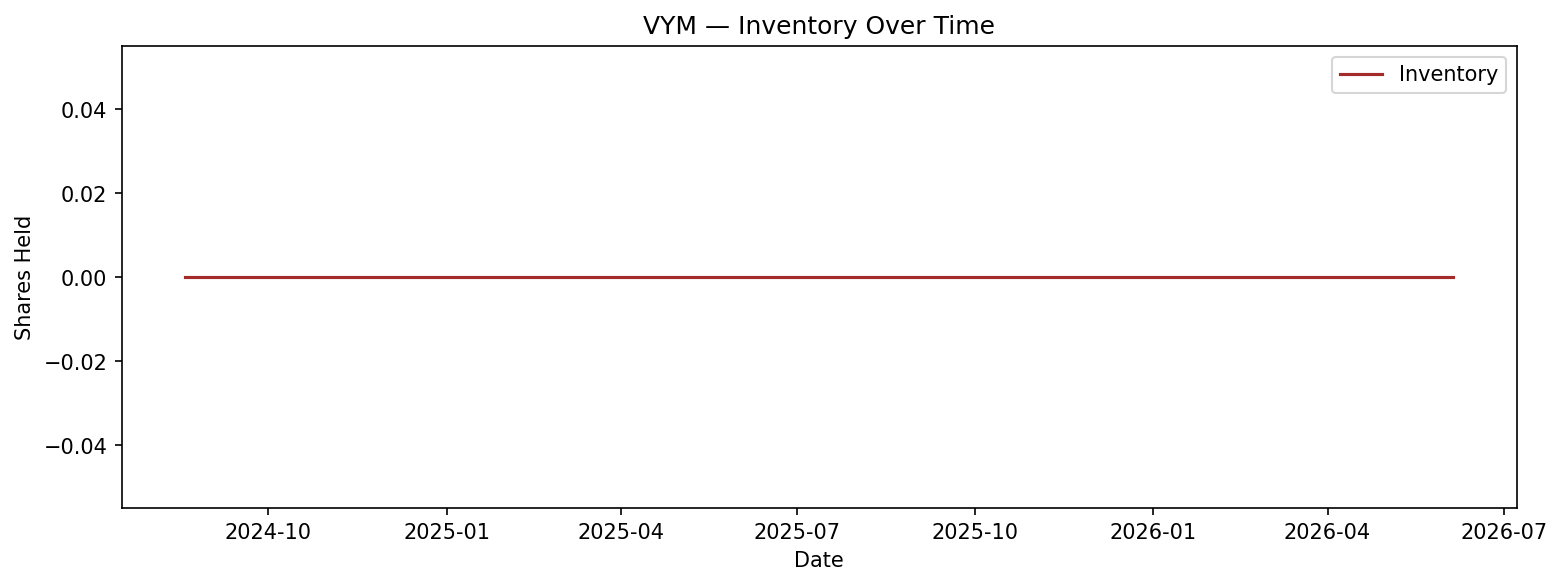 VYM — Inventory Over Time
Inventory
Shares Held
0.04
0.02
0.00
−0.02
−0.04
2024-10 2025-01 2025-04 2025-07 2025-10 2026-01 2026-04 2026-07
Date